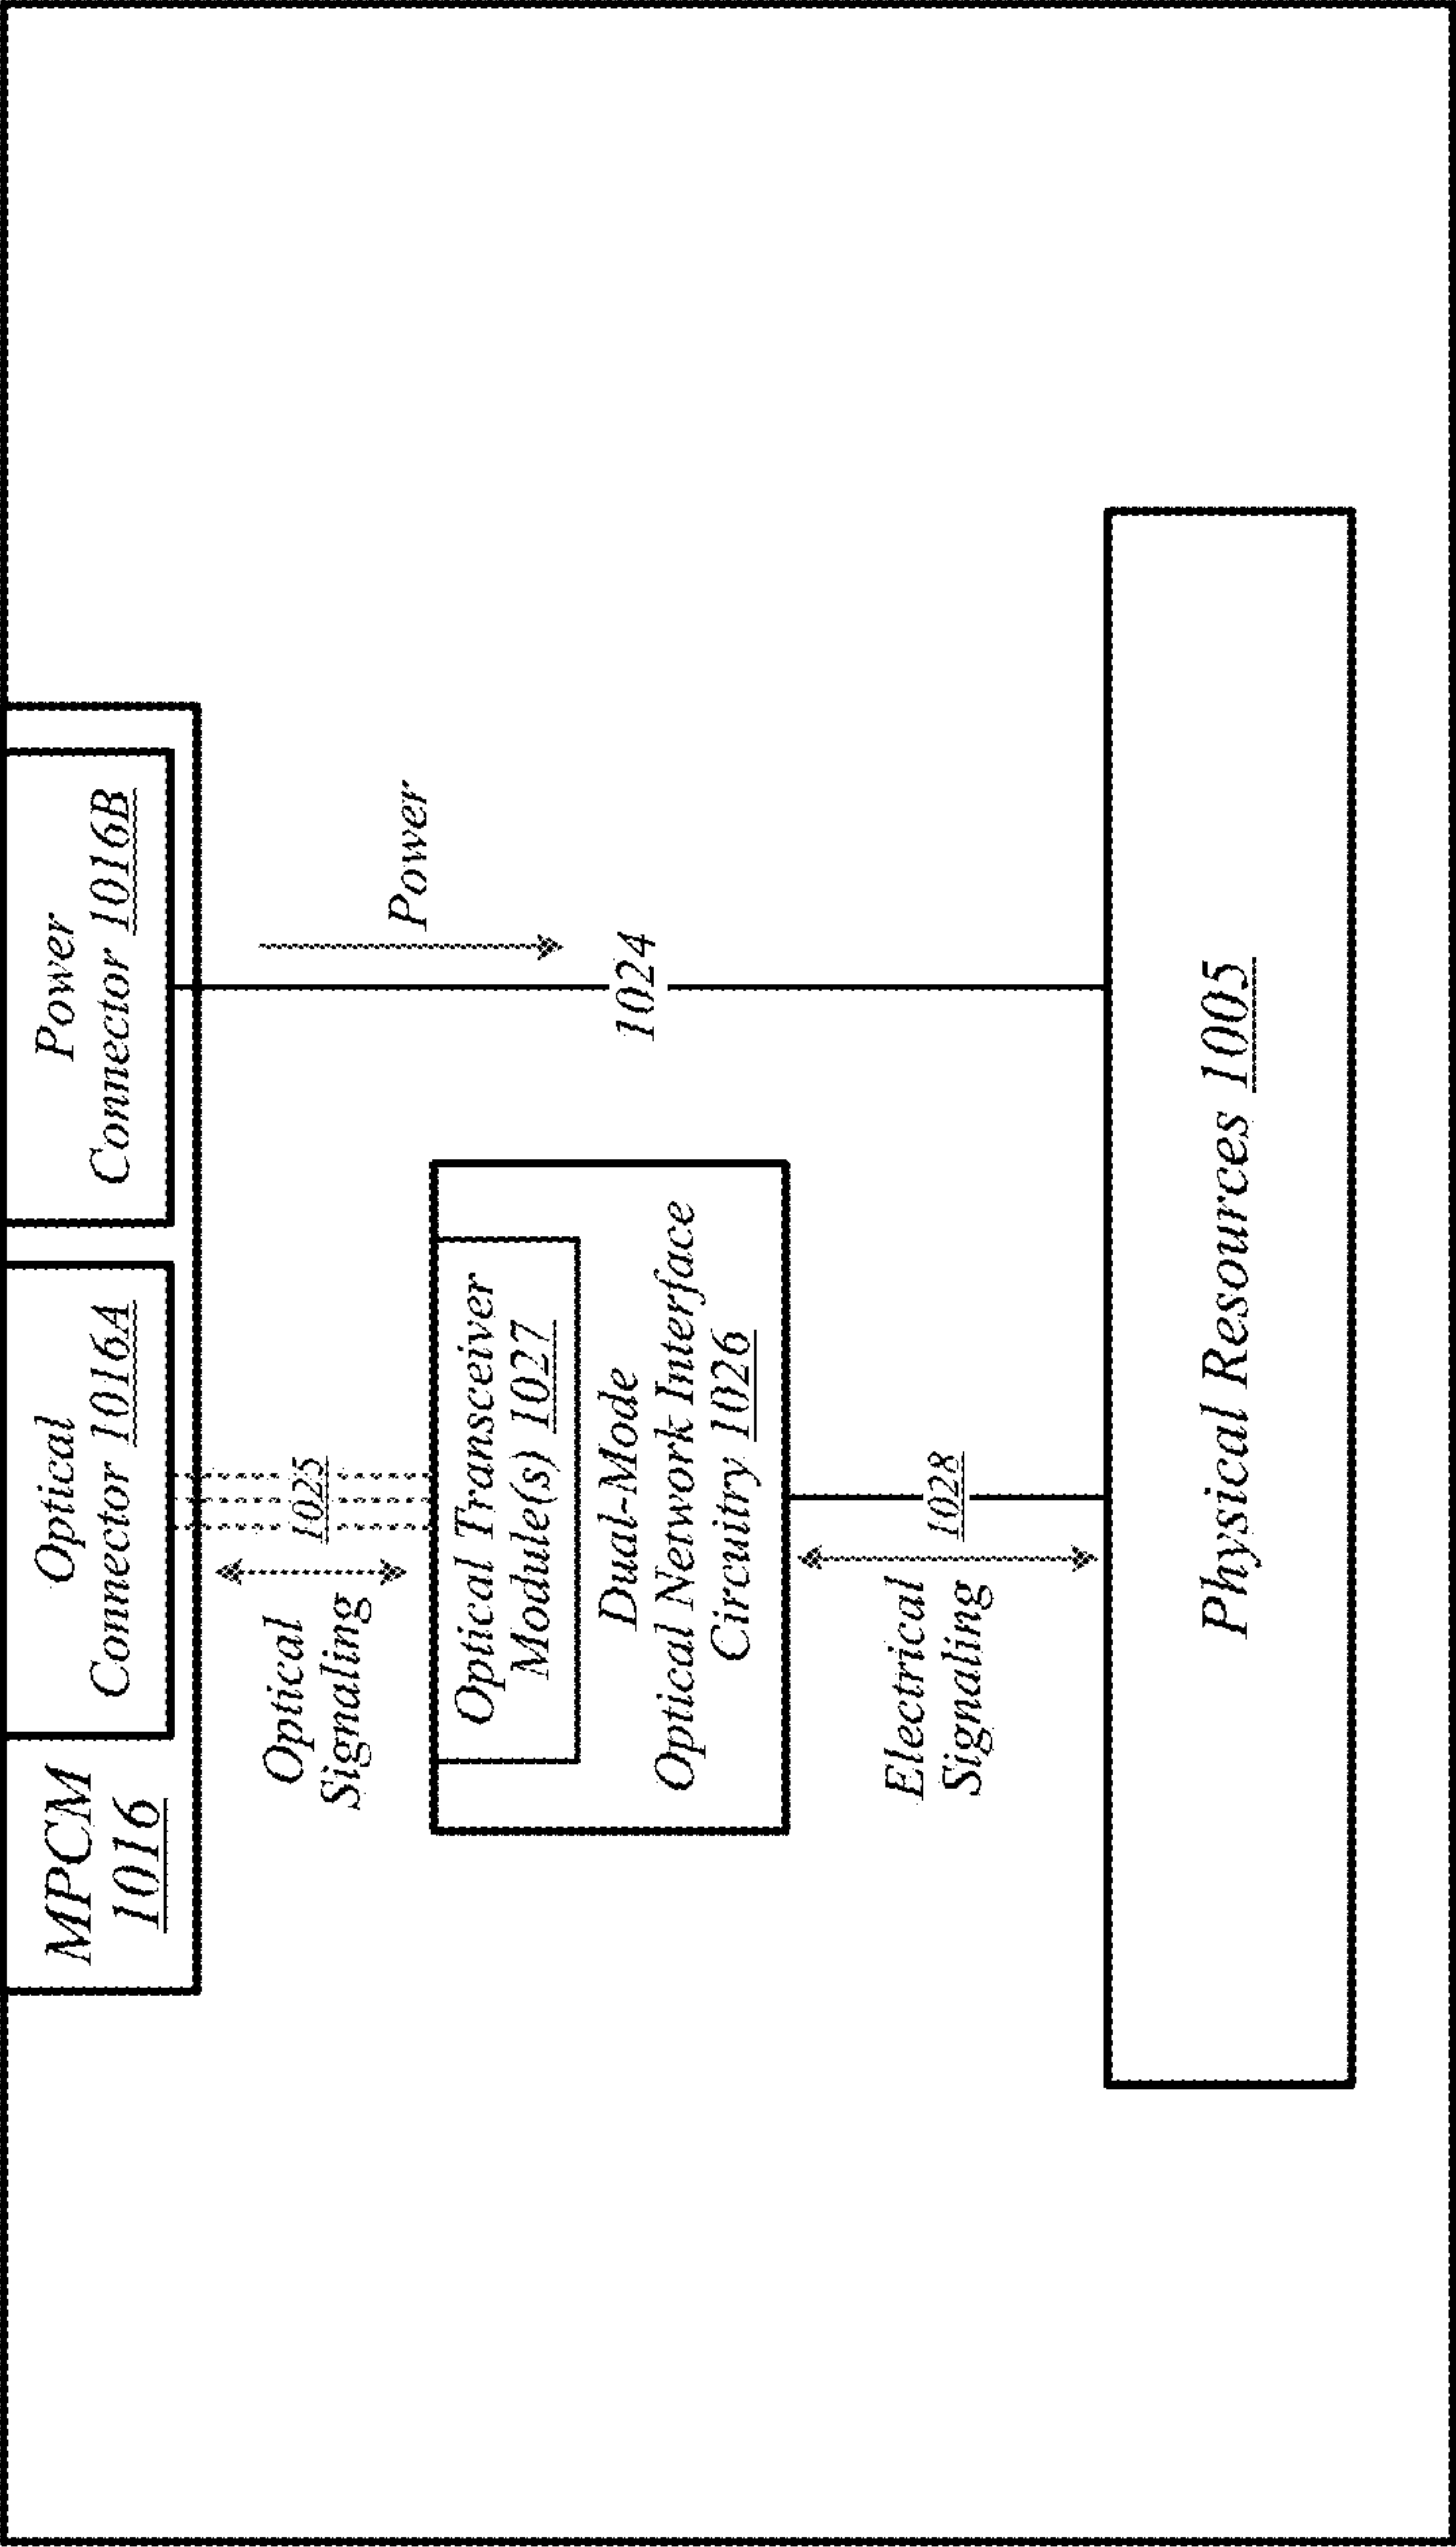 MPCM
1016
Optical
Connector 1016A
Power
Connector 1016B
Optical
Signaling
1025
Power
Optical Transceiver
Module(s) 1027
Dual-Mode
Optical Network Interface
Circuitry 1026
1024
Electrical
Signaling
1028
Physical Resources 1005